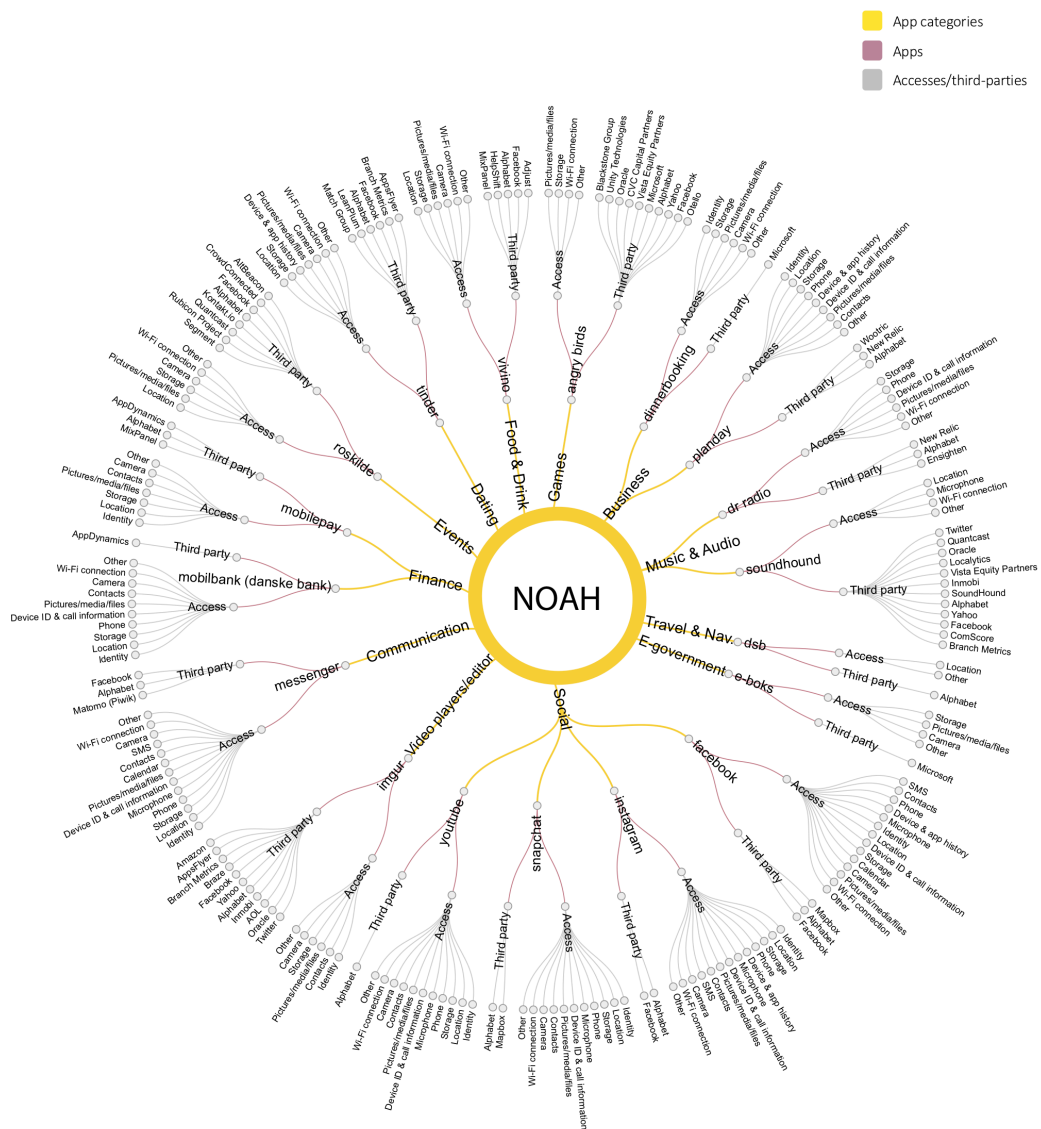 App categories
Apps
Accesses/third-parties
NOAH
Games
angry birds
Access
Pictures/media/files
Storage
Wi-Fi connection
Other
Third party
Blackstone Group
Unity Technologies
Oracle
CVC Capital Partners
Vista Equity Partners
Microsoft
Alphabet
Yahoo
Facebook
Otello
Business
dinnerbooking
Access
Identity
Storage
Pictures/media/files
Camera
Wi-Fi connection
Other
Third party
Microsoft
planday
Access
Identity
Location
Storage
Phone
Device & app history
Device ID & call information
Pictures/media/files
Contacts
Other
Third party
Wootric
New Relic
Alphabet
Music & Audio
dr radio
Access
Storage
Phone
Device ID & call information
Pictures/media/files
Wi-Fi connection
Other
Third party
New Relic
Alphabet
Ensighten
soundhound
Access
Location
Microphone
Wi-Fi connection
Other
Third party
Twitter
Quantcast
Oracle
Localytics
Vista Equity Partners
Inmobi
SoundHound
Alphabet
Yahoo
Facebook
ComScore
Branch Metrics
Travel & Nav.
dsb
Access
Location
Other
Third party
Alphabet
E-government
e-boks
Access
Storage
Pictures/media/files
Camera
Other
Third party
Microsoft
Social
facebook
Access
SMS
Contacts
Phone
Device & app history
Microphone
Identity
Location
Device ID & call information
Storage
Calendar
Camera
Pictures/media/files
Wi-Fi connection
Other
Third party
Mapbox
Alphabet
Facebook
instagram
Access
Identity
Location
Storage
Phone
Device & app history
Microphone
Device ID & call information
Pictures/media/files
Contacts
SMS
Camera
Wi-Fi connection
Other
Third party
Alphabet
Facebook
snapchat
Access
Identity
Location
Storage
Phone
Microphone
Device ID & call information
Pictures/media/files
Contacts
Camera
Wi-Fi connection
Other
Third party
Mapbox
Alphabet
youtube
Access
Identity
Location
Storage
Phone
Microphone
Device ID & call information
Pictures/media/files
Contacts
Camera
Wi-Fi connection
Other
Third party
Alphabet
Video players/editor
imgur
Access
Identity
Contacts
Pictures/media/files
Storage
Camera
Other
Third party
Twitter
Oracle
AOL
Inmobi
Alphabet
Yahoo
Facebook
Braze
Branch Metrics
AppsFlyer
Amazon
Communication
messenger
Access
Identity
Location
Storage
Phone
Microphone
Device ID & call information
Pictures/media/files
Calendar
Contacts
SMS
Camera
Wi-Fi connection
Other
Third party
Matomo (Piwik)
Alphabet
Facebook
Finance
mobilbank (danske bank)
Access
Identity
Location
Storage
Phone
Device ID & call information
Pictures/media/files
Contacts
Camera
Wi-Fi connection
Other
Third party
AppDynamics
mobilepay
Access
Identity
Location
Storage
Pictures/media/files
Contacts
Camera
Other
Third party
MixPanel
Alphabet
AppDynamics
Events
roskilde
Access
Location
Pictures/media/files
Storage
Camera
Wi-Fi connection
Other
Third party
Segment
Rubicon Project
Quantcast
Kontakt.io
Alphabet
Facebook
CrowdConnected
AltBeacon
Dating
tinder
Access
Location
Storage
Device & app history
Pictures/media/files
Camera
Wi-Fi connection
Other
Third party
Match Group
LeanPlum
Alphabet
Facebook
Branch Metrics
AppsFlyer
Food & Drink
vivino
Access
Location
Storage
Pictures/media/files
Camera
Wi-Fi connection
Other
Third party
MixPanel
HelpShift
Alphabet
Facebook
Adjust